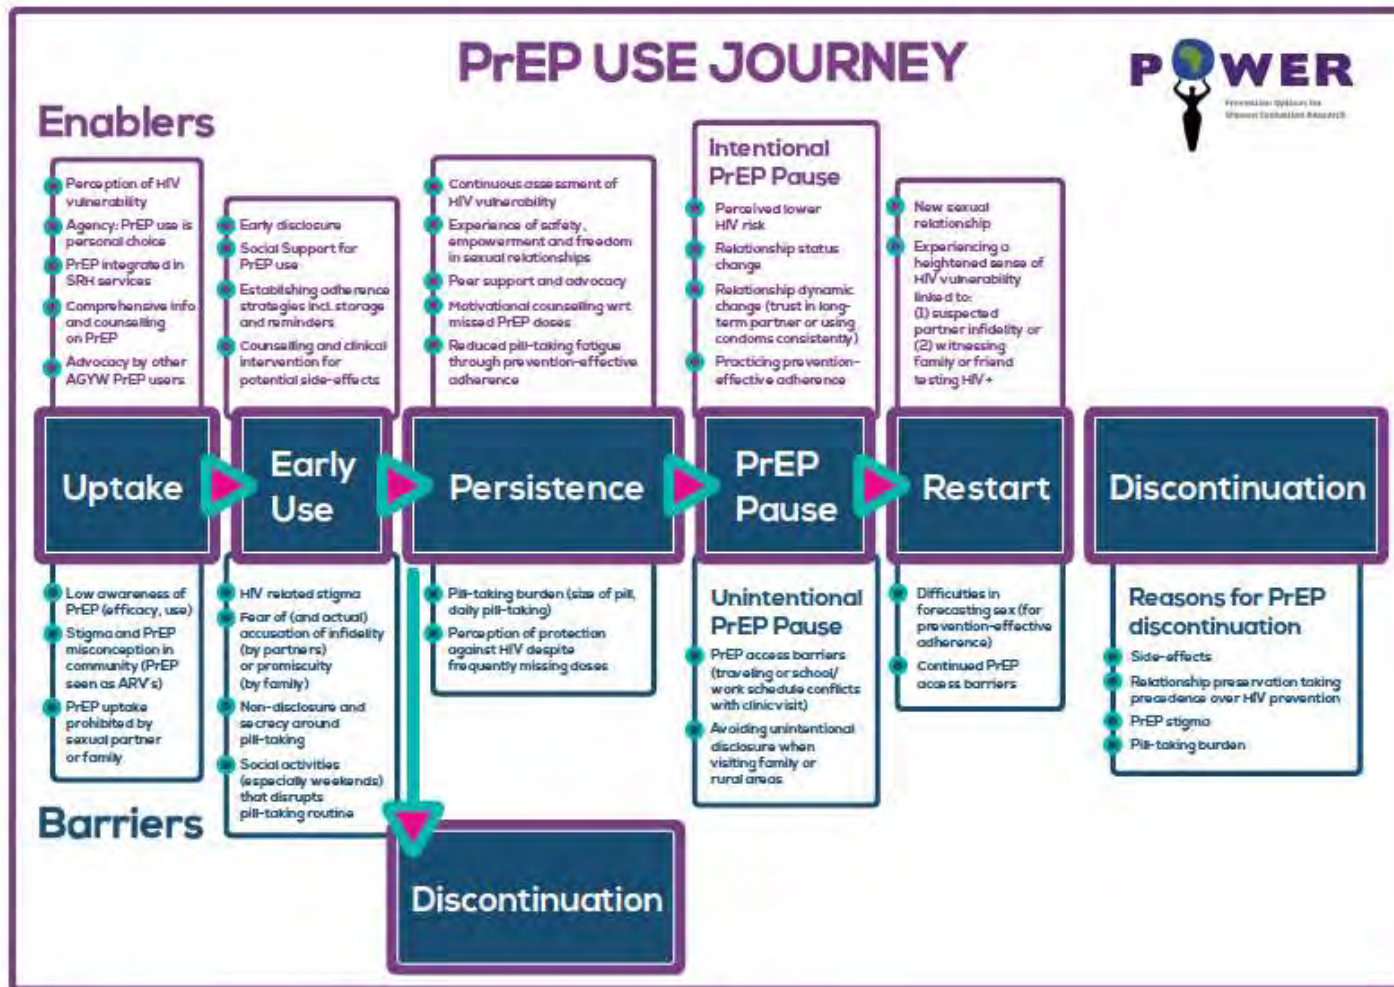 PrEP USE JOURNEY
POWER
Prevention Options for
Women Evaluation Research
Enablers
Perception of HIV
vulnerability
Agency: PrEP use is
personal choice
PrEP integrated in
SRH services
Comprehensive info
and counselling
on PrEP
Advocacy by other
AGYW PrEP users
Early disclosure
Social Support for
PrEP use
Establishing adherence
strategies incl. storage
and reminders
Counselling and clinical
intervention for
potential side-effects
Continuous assessment of
HIV vulnerability
Experience of safety,
empowerment and freedom
in sexual relationships
Peer support and advocacy
Motivational counselling wrt
missed PrEP doses
Reduced pill-taking fatigue
through prevention-effective
adherence
Intentional
PrEP Pause
Perceived lower
HIV risk
Relationship status
change
Relationship dynamic
change (trust in long-
term partner or using
condoms consistently)
Practicing prevention-
effective adherence
New sexual
relationship
Experiencing a
heightened sense of
HIV vulnerability
linked to:
(1) suspected
partner infidelity or
(2) witnessing
family or friend
testing HIV+
Uptake
Early
Use
Persistence
PrEP
Pause
Restart
Discontinuation
Low awareness of
PrEP (efficacy, use)
Stigma and PrEP
misconception in
community (PrEP
seen as ARV's)
PrEP uptake
prohibited by
sexual partner
or family
HIV related stigma
Fear of (and actual)
accusation of infidelity
(by partners)
or promiscuity
(by family)
Non-disclosure and
secrecy around
pill-taking
Social activities
(especially weekends)
that disrupts
pill-taking routine
Pill-taking burden (size of pill,
daily pill-taking)
Perception of protection
against HIV despite
frequently missing doses
Unintentional
PrEP Pause
PrEP access barriers
(traveling or school/
work schedule conflicts
with clinic visit)
Avoiding unintentional
disclosure when
visiting family or
rural areas
Difficulties in
forecasting sex (for
prevention-effective
adherence)
Continued PrEP
access barriers
Reasons for PrEP
discontinuation
Side-effects
Relationship preservation taking
precedence over HIV prevention
PrEP stigma
Pill-taking burden
Barriers
Discontinuation